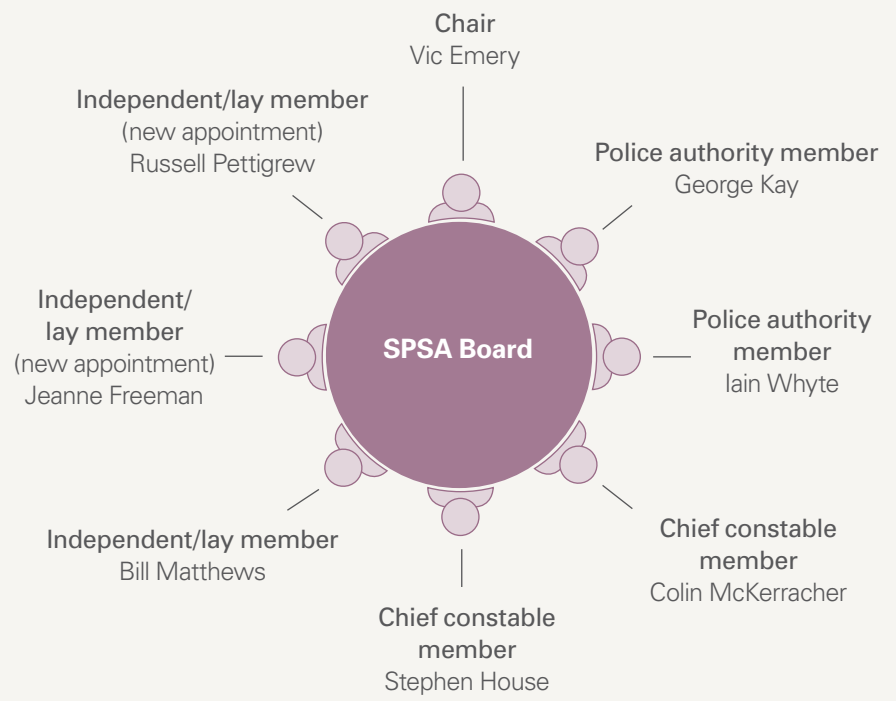 Chair
Vic Emery
Independent/lay member
(new appointment)
Russell Pettigrew
Police authority member
George Kay
Independent/
lay member
(new appointment)
Jeanne Freeman
SPSA Board
Police authority
member
Iain Whyte
Independent/lay member
Bill Matthews
Chief constable
member
Colin McKerracher
Chief constable
member
Stephen House